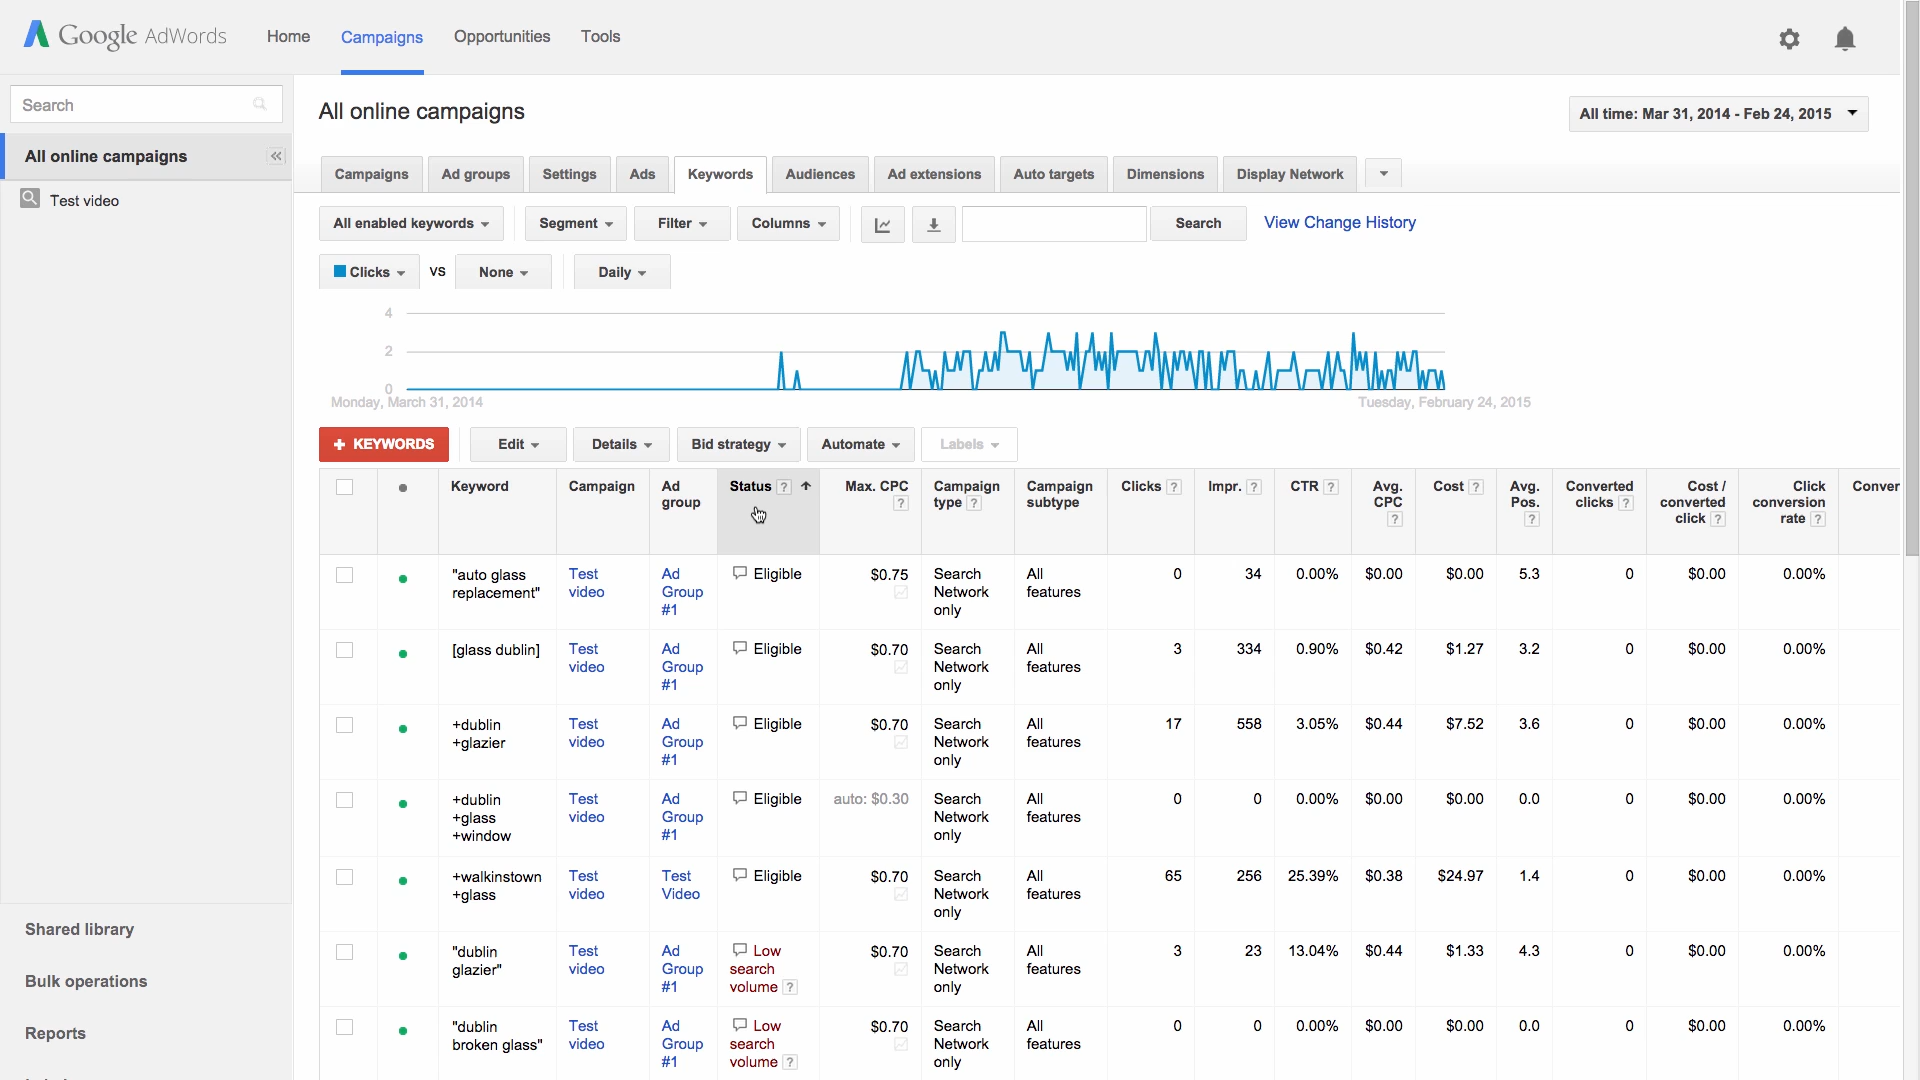 Google AdWords Home Campaigns Opportunities Tools
Search
All online campaigns
Test video
Shared library
Bulk operations
Reports
All online campaigns
All time: Mar 31, 2014 - Feb 24, 2015
Campaigns Ad groups Settings Ads Keywords Audiences Ad extensions Auto targets Dimensions Display Network
All enabled keywords Segment Filter Columns Search View Change History
Clicks VS None Daily
4
2
0
Monday, March 31, 2014 Tuesday, February 24, 2015
+ KEYWORDS Edit Details Bid strategy Automate Labels
Keyword Campaign Ad Status ? Max. CPC Campaign Campaign Clicks ? Impr. ? CTR ? Avg. Cost ? Avg. Converted Cost / Click Conver
group ? type ? subtype CPC Pos. clicks ? converted conversion
? ? click ? rate ?
"auto glass Test Ad Eligible $0.75 Search All 0 34 0.00% $0.00 $0.00 5.3 0 $0.00 0.00%
replacement" video Group Network features
#1 only
[glass dublin] Test Ad Eligible $0.70 Search All 3 334 0.90% $0.42 $1.27 3.2 0 $0.00 0.00%
video Group Network features
#1 only
+dublin Test Ad Eligible $0.70 Search All 17 558 3.05% $0.44 $7.52 3.6 0 $0.00 0.00%
+glazier video Group Network features
#1 only
+dublin Test Ad Eligible auto: $0.30 Search All 0 0 0.00% $0.00 $0.00 0.0 0 $0.00 0.00%
+glass video Group Network features
+window #1 only
+walkinstown Test Test Eligible $0.70 Search All 65 256 25.39% $0.38 $24.97 1.4 0 $0.00 0.00%
+glass video Video Network features
only
"dublin Test Ad Low $0.70 Search All 3 23 13.04% $0.44 $1.33 4.3 0 $0.00 0.00%
glazier" video Group search Network features
#1 volume ? only
"dublin Test Ad Low $0.70 Search All 0 0 0.00% $0.00 $0.00 0.0 0 $0.00 0.00%
broken glass" video Group search Network features
#1 volume ? only